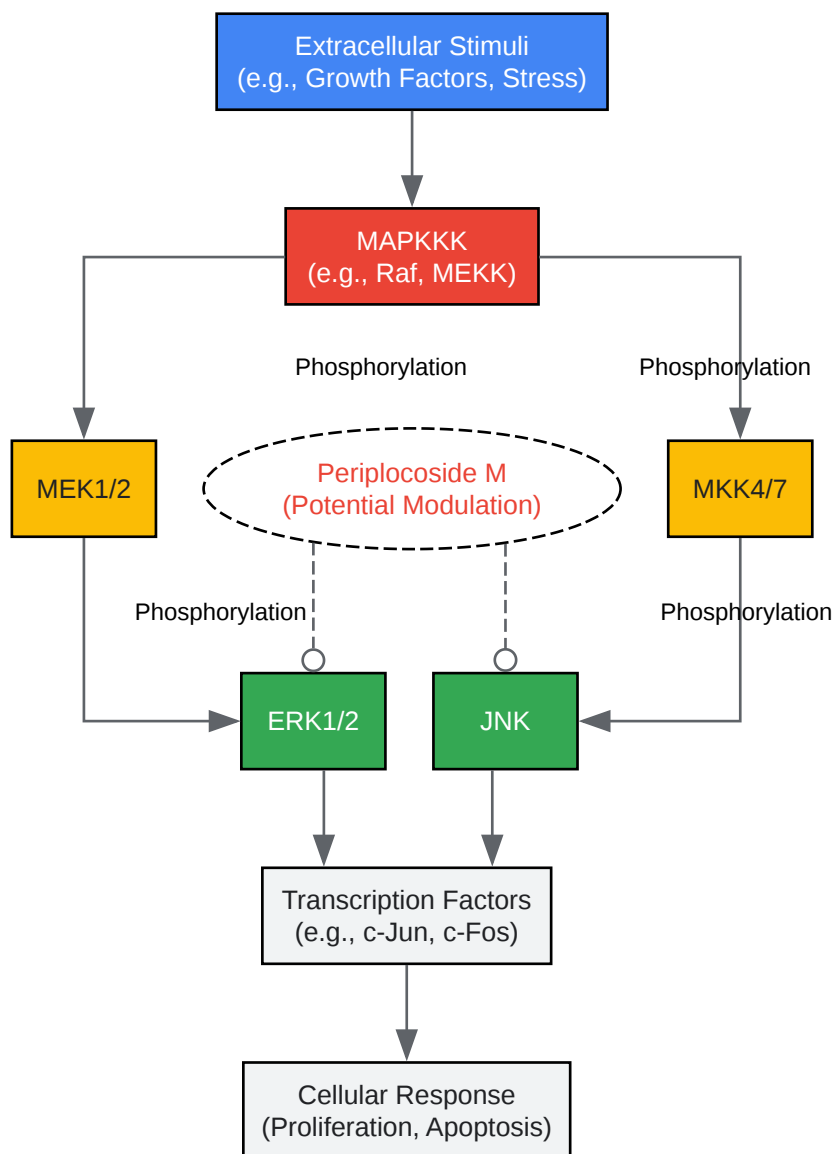 Extracellular Stimuli
(e.g., Growth Factors, Stress)
MAPKKK
(e.g., Raf, MEKK)
Phosphorylation
Phosphorylation
MEK1/2
Periplocoside M
(Potential Modulation)
MKK4/7
Phosphorylation
Phosphorylation
ERK1/2
JNK
Transcription Factors
(e.g., c-Jun, c-Fos)
Cellular Response
(Proliferation, Apoptosis)